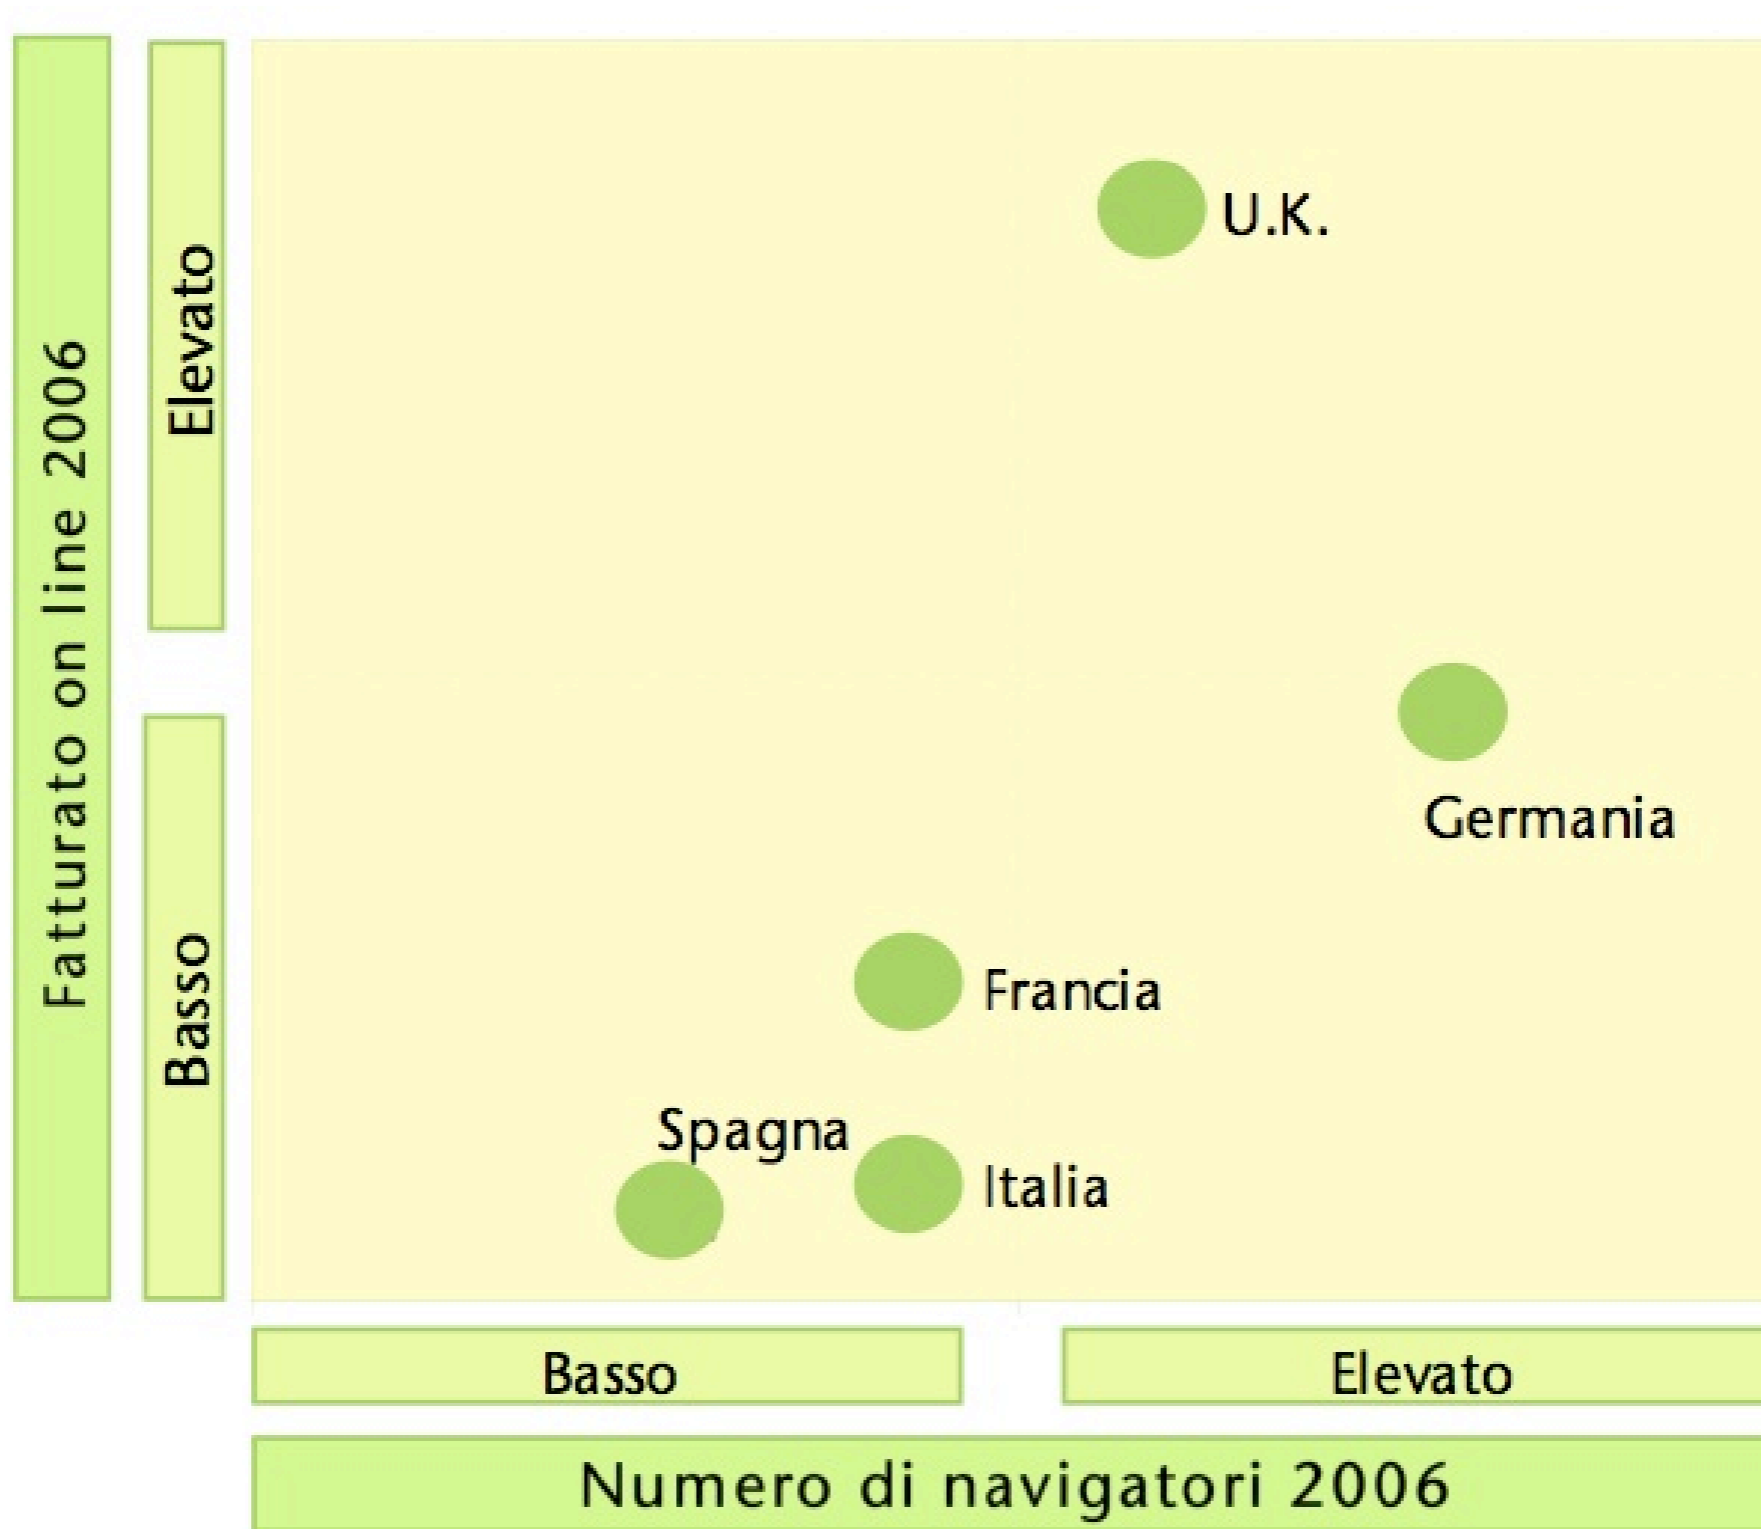 Fatturato on line 2006
Elevato
Basso
U.K.
Germania
Francia
Spagna
Italia
Basso
Elevato
Numero di navigatori 2006